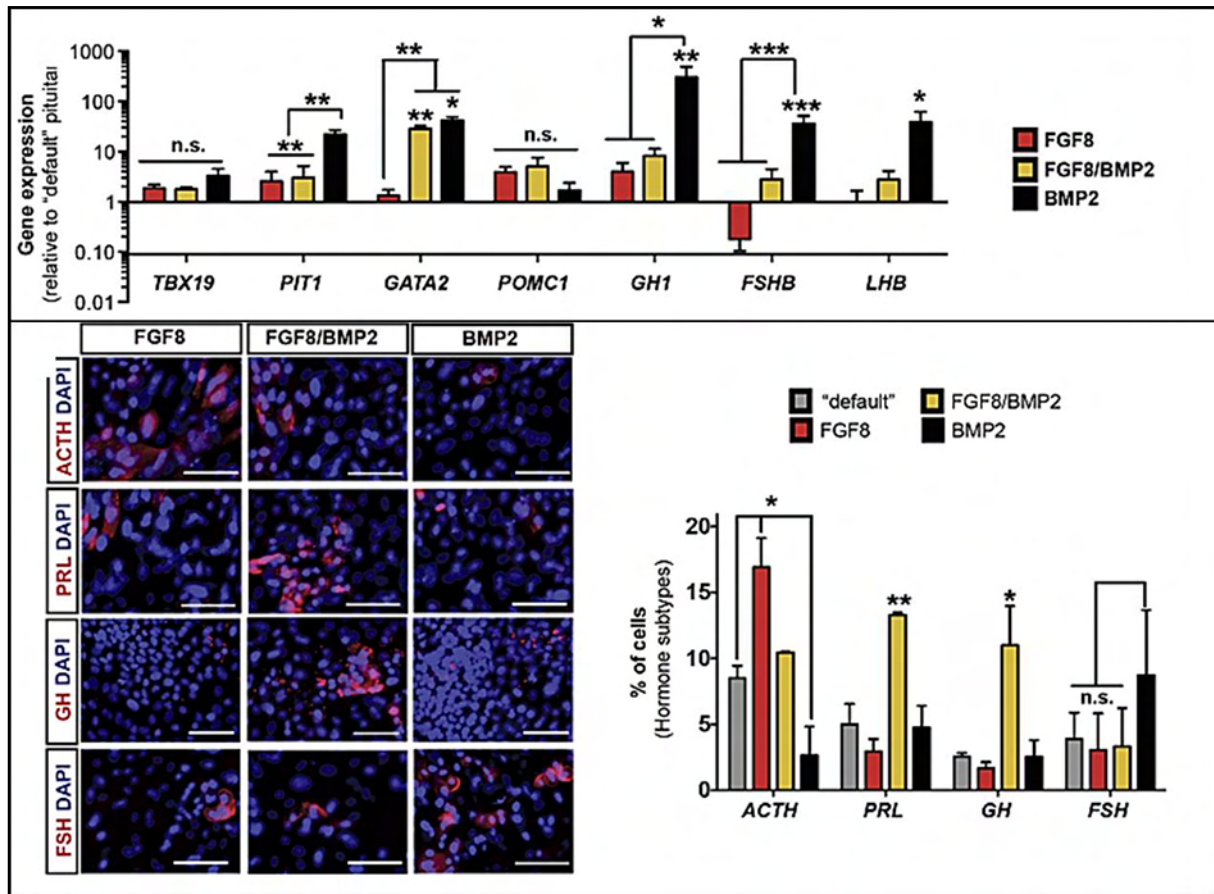 Gene expression
(relative to "default" pituitar
1000
100
10
1
0.10
0.01
n.s.
**
**
**
**
*
n.s.
*
**
***
***
*
TBX19
PIT1
GATA2
POMC1
GH1
FSHB
LHB
FGF8
FGF8/BMP2
BMP2
FGF8
FGF8/BMP2
BMP2
ACTH DAPI
PRL DAPI
GH DAPI
FSH DAPI
"default"
FGF8/BMP2
FGF8
BMP2
% of cells
(Hormone subtypes)
20
15
10
5
0
*
**
*
n.s.
ACTH
PRL
GH
FSH